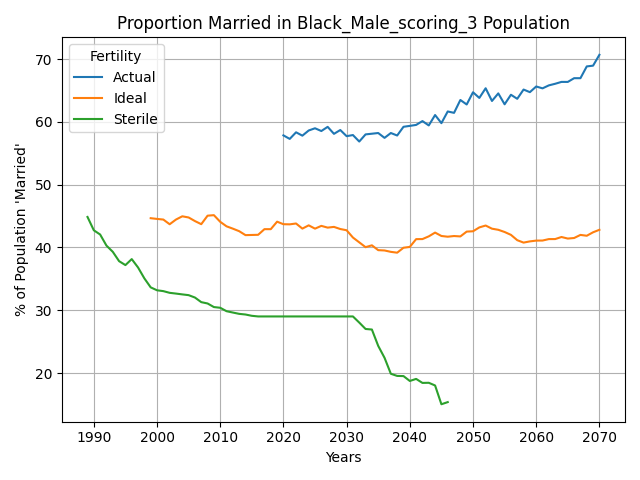 Proportion Married in Black_Male_scoring_3 Population
Fertility
Actual
Ideal
Sterile
% of Population 'Married'
70
60
50
40
30
20
1990 2000 2010 2020 2030 2040 2050 2060 2070
Years